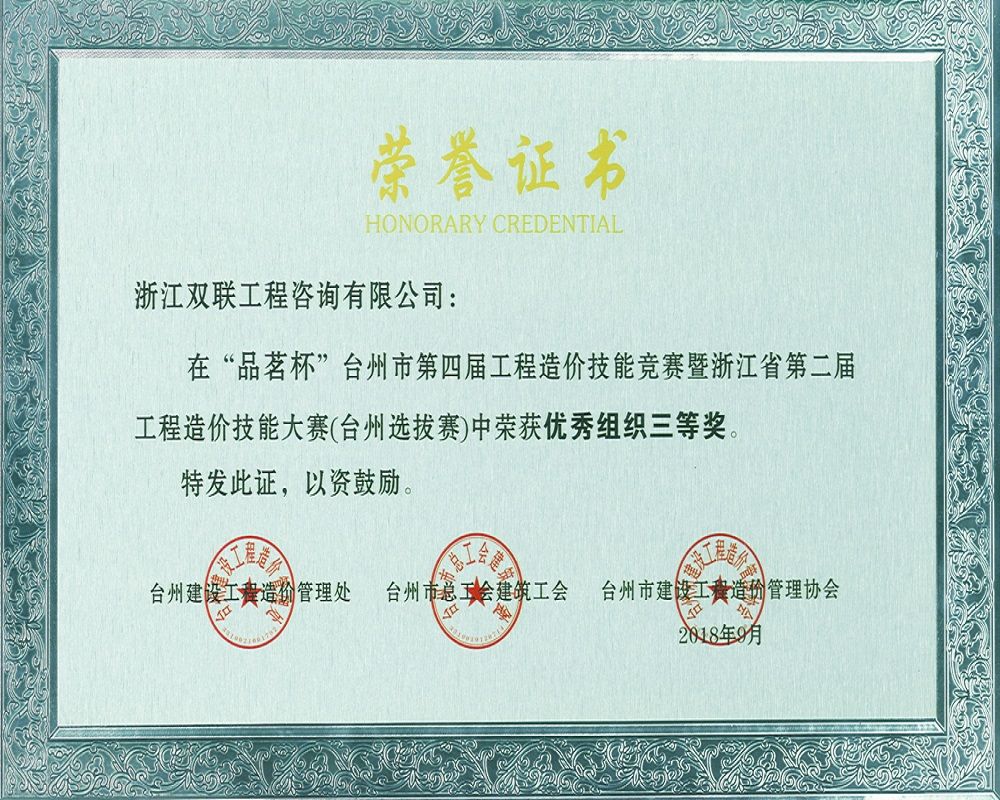 荣誉证书
HONORARY CREDENTIAL
浙江双联工程咨询有限公司：
在“品茗杯”台州市第四届工程造价技能竞赛暨浙江省第二届
工程造价技能大赛(台州选拔赛)中荣获优秀组织三等奖。
特发此证，以资鼓励。
台州建设工程造价管理处 台州市总工会建筑工会 台州市建设工程造价管理协会
2018年9月